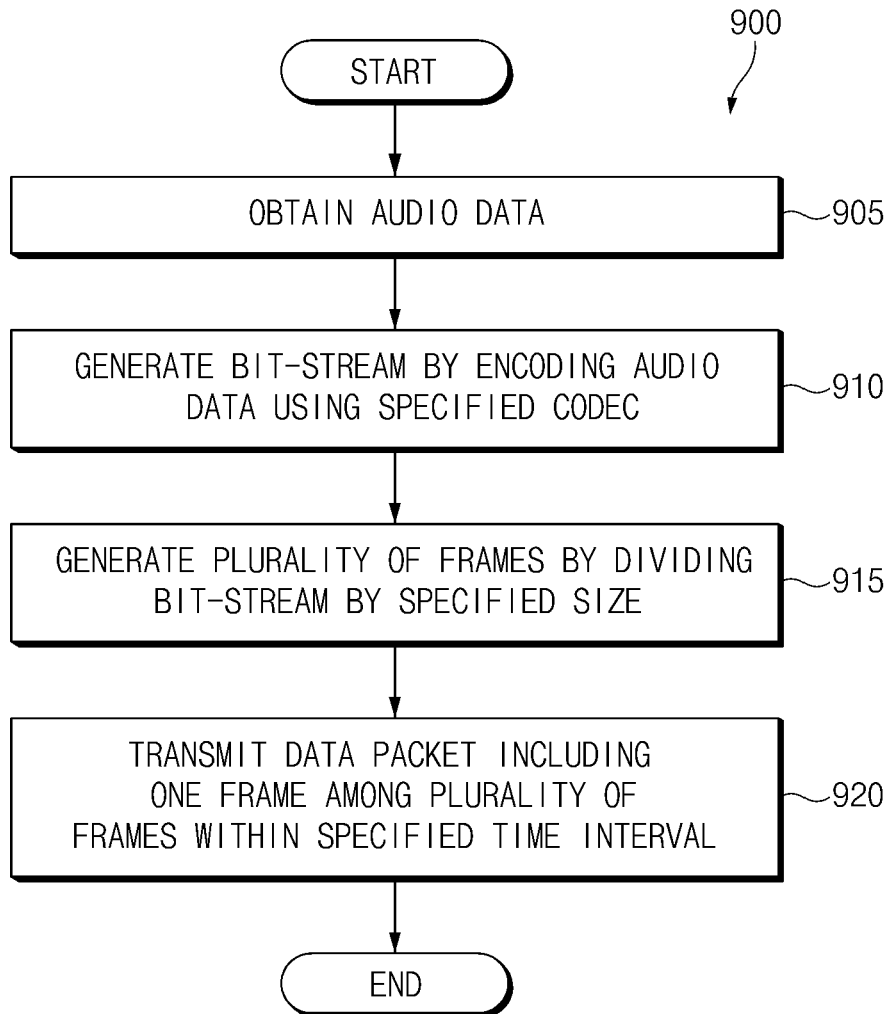 900
START
OBTAIN AUDIO DATA
905
GENERATE BIT-STREAM BY ENCODING AUDIO
DATA USING SPECIFIED CODEC
910
GENERATE PLURALITY OF FRAMES BY DIVIDING
BIT-STREAM BY SPECIFIED SIZE
915
TRANSMIT DATA PACKET INCLUDING
ONE FRAME AMONG PLURALITY OF
FRAMES WITHIN SPECIFIED TIME INTERVAL
920
END